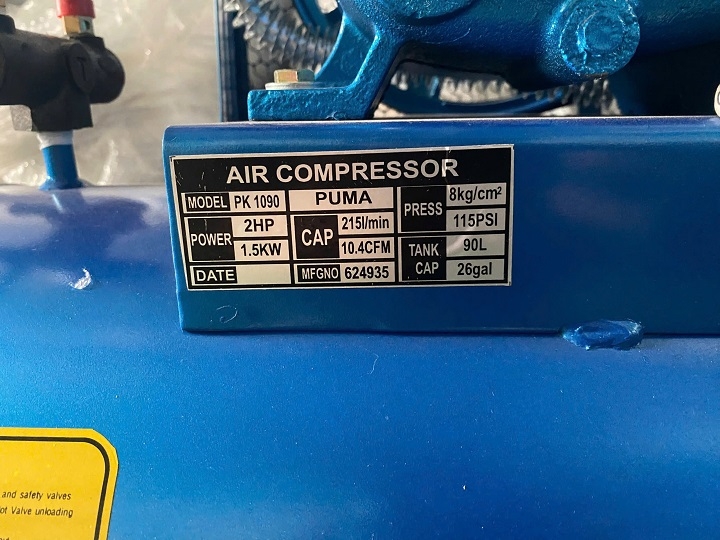 AIR COMPRESSOR
MODEL PK 1090 PUMA PRESS 8kg/cm²
115PSI
POWER 2HP CAP 215l/min
1.5KW 10.4CFM TANK CAP 90L
DATE MFGNO 624935 26gal
and safety valves
ot Valve unloading